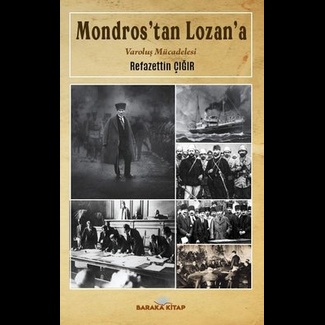 Mondros'tan Lozan'a
Varoluş Mücadelesi
Refazettin ÇIĞIR
BARAKA KİTAP